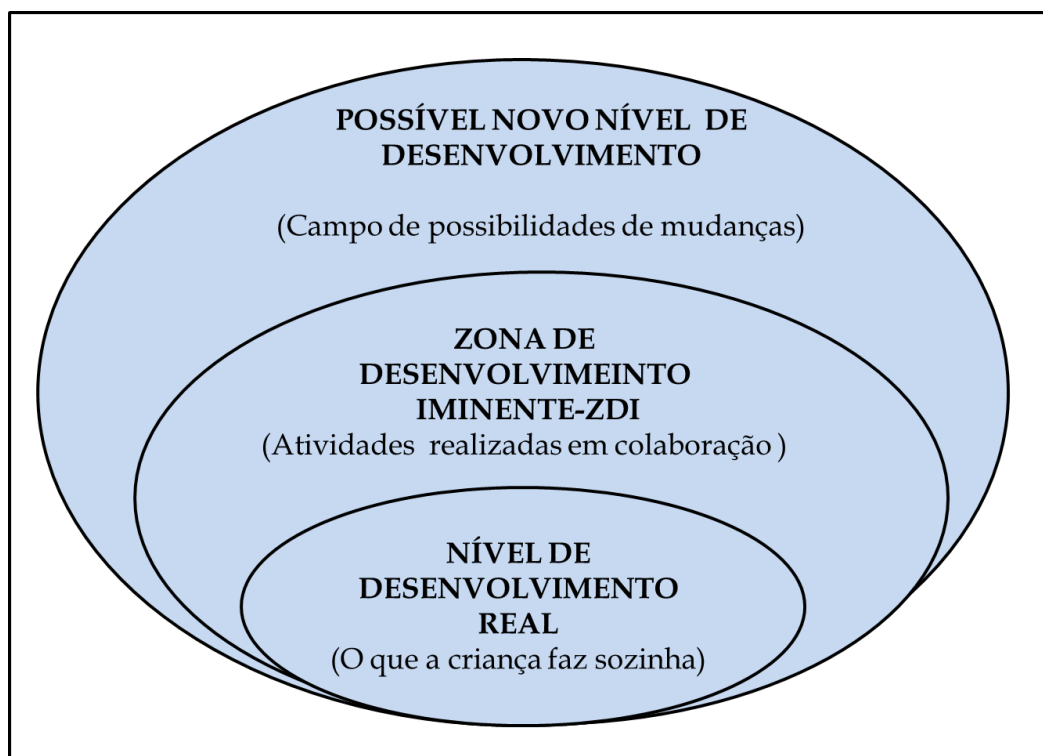 POSSÍVEL NOVO NÍVEL DE
DESENVOLVIMENTO
(Campo de possibilidades de mudanças)
ZONA DE
DESENVOLVIMEINTO
IMINENTE-ZDI
(Atividades realizadas em colaboração )
NÍVEL DE
DESENVOLVIMENTO
REAL
(O que a criança faz sozinha)